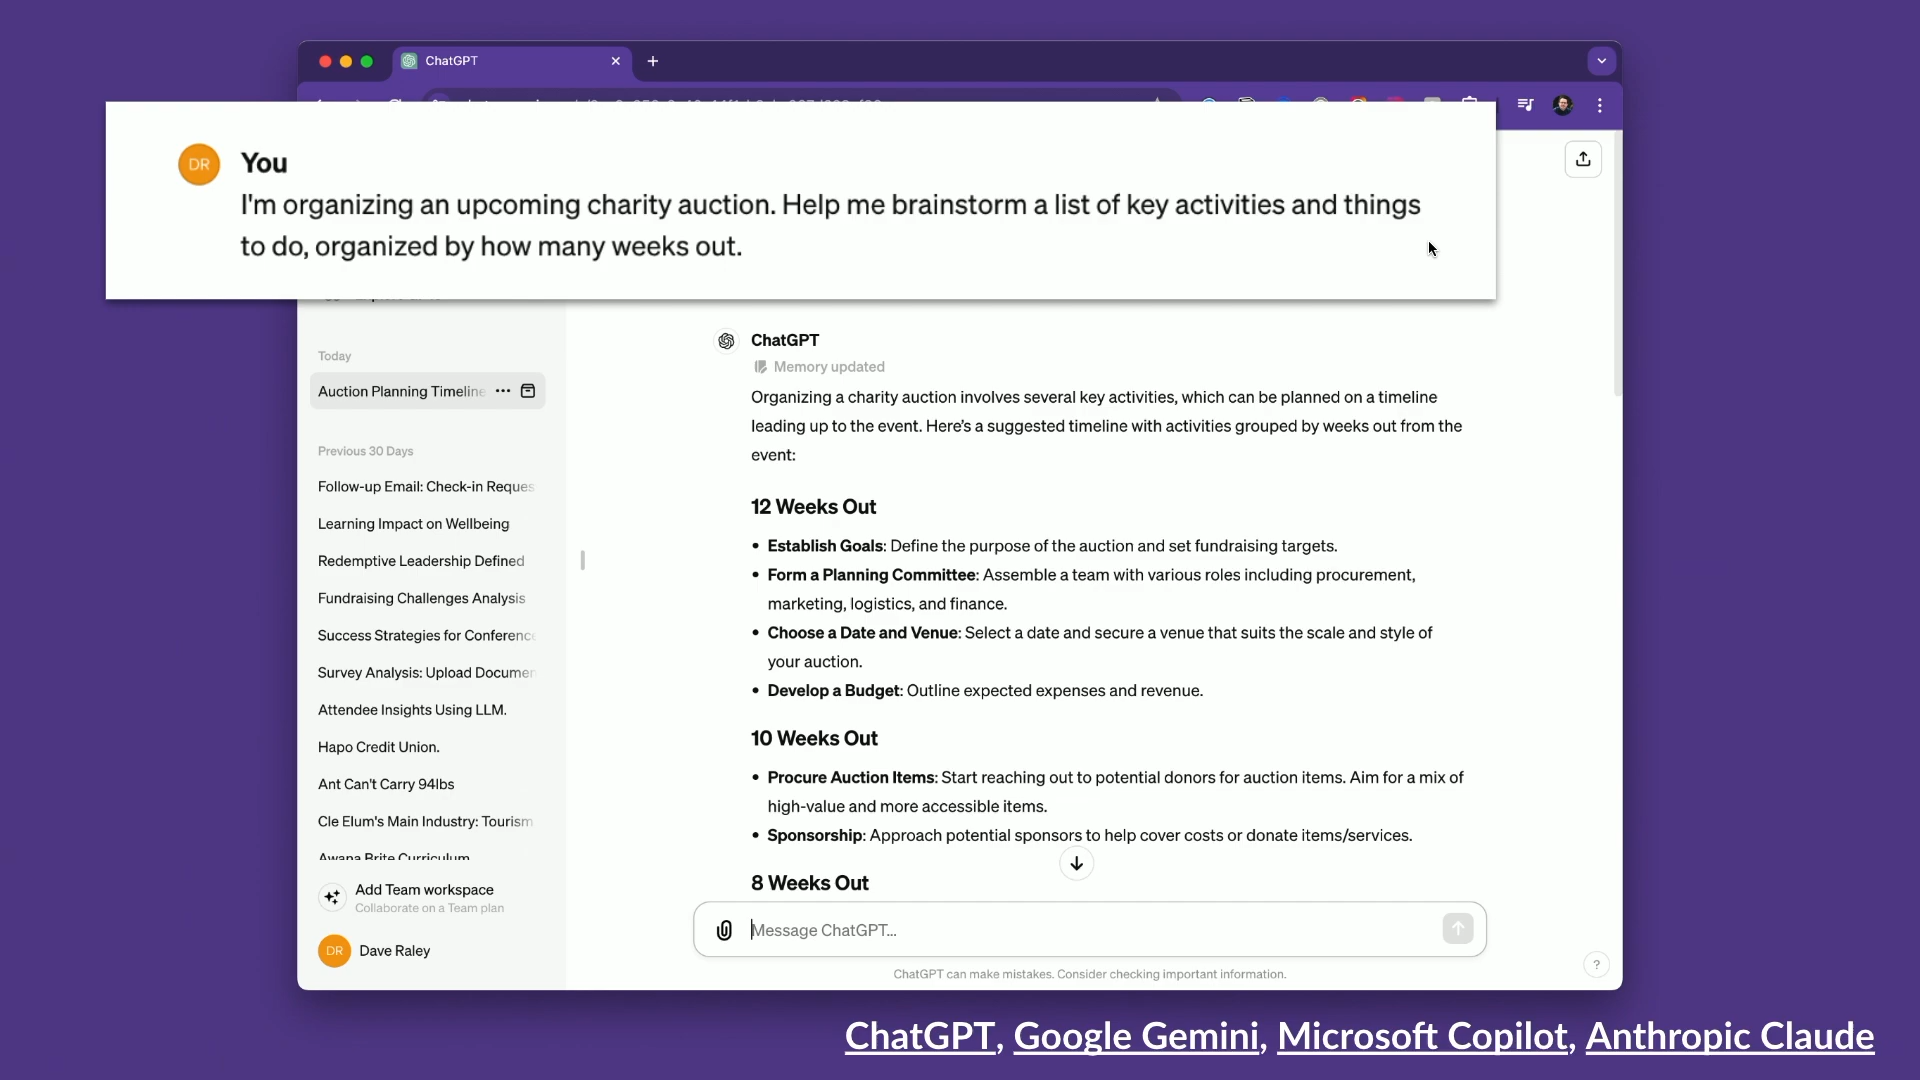 ChatGPT
DR
You
I'm organizing an upcoming charity auction. Help me brainstorm a list of key activities and things
to do, organized by how many weeks out.
Today
Auction Planning Timeline
Previous 30 Days
Follow-up Email: Check-in Reques
Learning Impact on Wellbeing
Redemptive Leadership Defined
Fundraising Challenges Analysis
Success Strategies for Conference
Survey Analysis: Upload Documen
Attendee Insights Using LLM.
Hapo Credit Union.
Ant Can't Carry 94lbs
Cle Elum's Main Industry: Tourism
Awana Brite Curriculum
Add Team workspace
Collaborate on a Team plan
DR
Dave Raley
ChatGPT
Memory updated
Organizing a charity auction involves several key activities, which can be planned on a timeline
leading up to the event. Here's a suggested timeline with activities grouped by weeks out from the
event:
12 Weeks Out
• Establish Goals: Define the purpose of the auction and set fundraising targets.
• Form a Planning Committee: Assemble a team with various roles including procurement,
marketing, logistics, and finance.
• Choose a Date and Venue: Select a date and secure a venue that suits the scale and style of
your auction.
• Develop a Budget: Outline expected expenses and revenue.
10 Weeks Out
• Procure Auction Items: Start reaching out to potential donors for auction items. Aim for a mix of
high-value and more accessible items.
• Sponsorship: Approach potential sponsors to help cover costs or donate items/services.
8 Weeks Out
Message ChatGPT...
ChatGPT can make mistakes. Consider checking important information.
?
ChatGPT, Google Gemini, Microsoft Copilot, Anthropic Claude